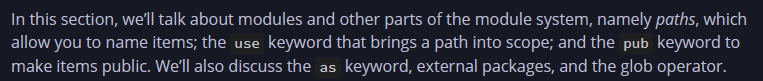 In this section, we’ll talk about modules and other parts of the module system, namely paths, which
allow you to name items; the use keyword that brings a path into scope; and the pub keyword to
make items public. We’ll also discuss the as keyword, external packages, and the glob operator.